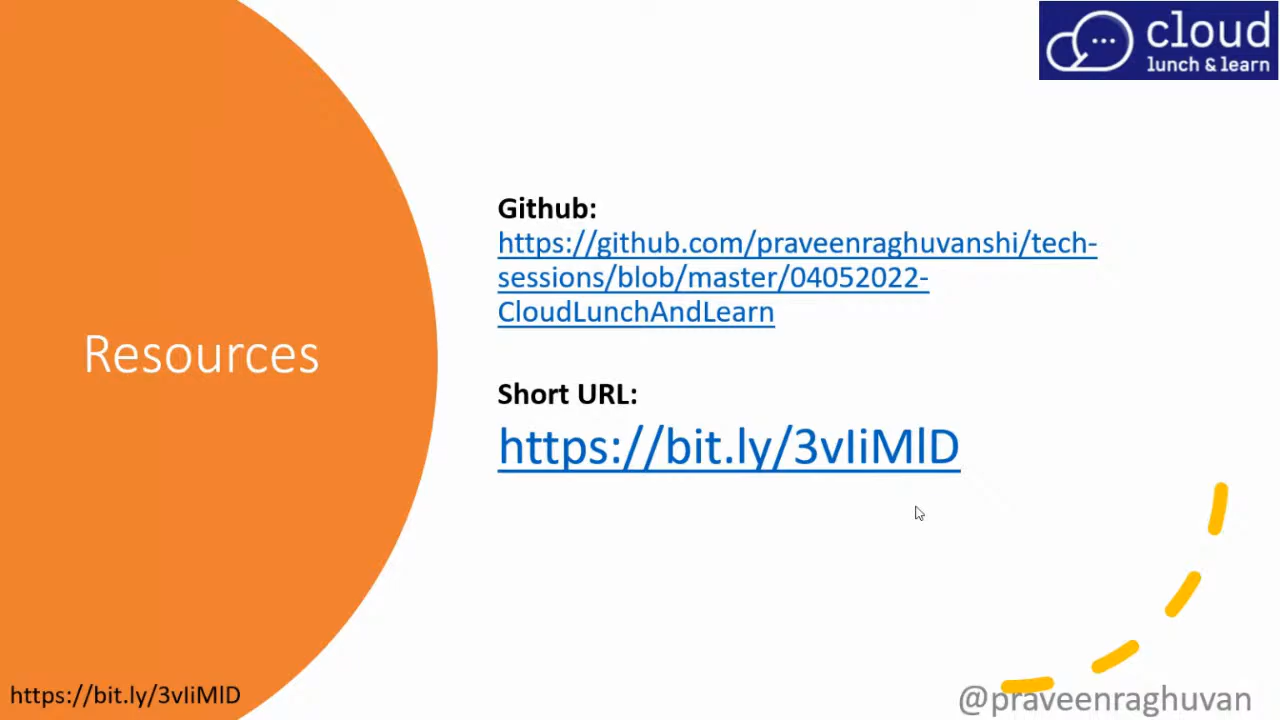 cloud
lunch & learn
Github:
https://github.com/praveenraghuvanshi/tech-
sessions/blob/master/04052022-
CloudLunchAndLearn
Resources
Short URL:
https://bit.ly/3vIiMlD
https://bit.ly/3vIiMlD
@praveenraghuvan